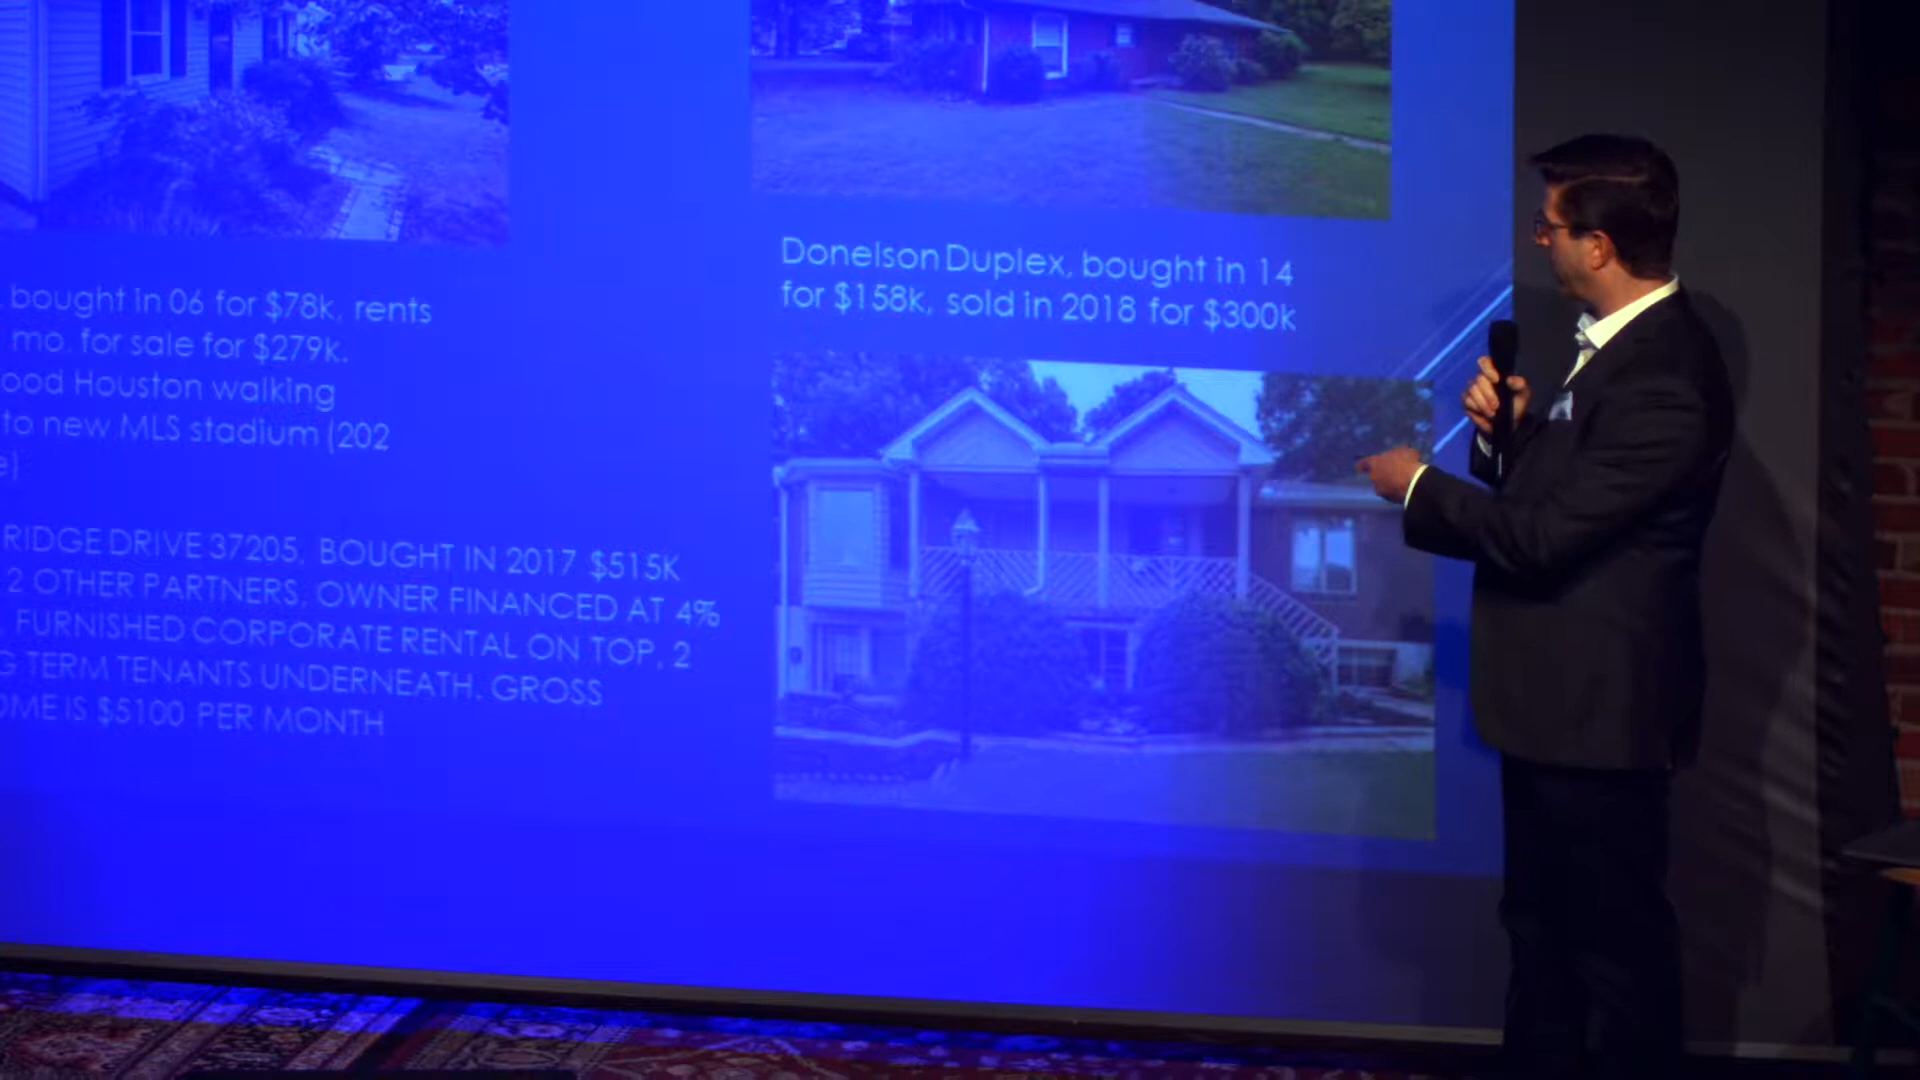 bought in 06 for $78k, rents
mo. for sale for $279k.
ood Houston walking
to new MLS stadium (202
e)
RIDGE DRIVE 37205, BOUGHT IN 2017 $515K
2 OTHER PARTNERS. OWNER FINANCED AT 4%
. FURNISHED CORPORATE RENTAL ON TOP, 2
G TERM TENANTS UNDERNEATH. GROSS
OME IS $5100 PER MONTH
Donelson Duplex, bought in 14
for $158k, sold in 2018 for $300k